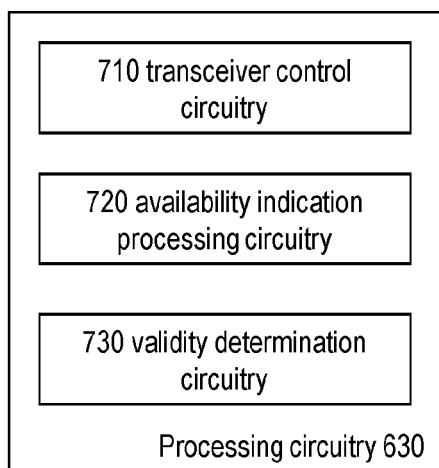 710 transceiver control
circuitry
720 availability indication
processing circuitry
730 validity determination
circuitry
Processing circuitry 630